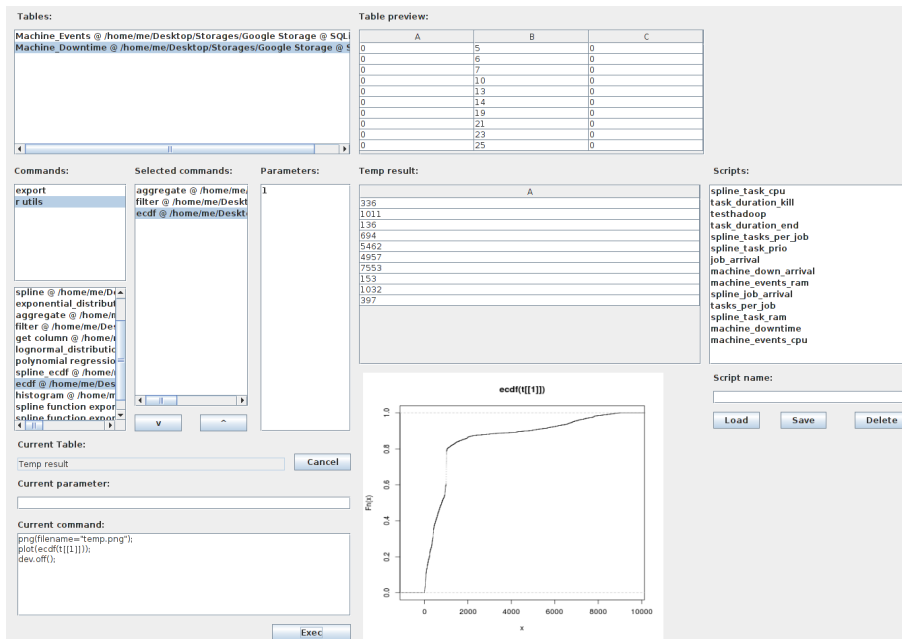 Tables:
Machine_Events @ /home/me/Desktop/Storages/Google Storage @ SQLi
Machine_Downtime @ /home/me/Desktop/Storages/Google Storage @ S
Table preview:
A B C
0 5 0
0 6 0
0 7 0
0 10 0
0 13 0
0 14 0
0 19 0
0 21 0
0 23 0
0 25 0
Commands:
export
r utils
spline @ /home/me/De
exponential_distribut
aggregate @ /home/m
filter @ /home/me/Des
get column @ /home/
lognormal_distributic
polynomial regressio
spline_ecdf @ /home/
ecdf @ /home/me/Des
histogram @ /home/m
spline function expor
spline function expor
Selected commands:
aggregate @ /home/me/
filter @ /home/me/Deskt
ecdf @ /home/me/Deskt
v ^
Parameters:
1
Temp result:
A
336
1011
136
694
5462
4957
7553
153
1032
397
Scripts:
spline_task_cpu
task_duration_kill
testhadoop
task_duration_end
spline_tasks_per_job
spline_task_prio
job_arrival
machine_down_arrival
machine_events_ram
spline_job_arrival
tasks_per_job
spline_task_ram
machine_downtime
machine_events_cpu
Script name:
Load Save Delete
Current Table:
Temp result
Cancel
Current parameter:
Current command:
png(filename="temp.png");
plot(ecdf(t[[1]]));
dev.off();
Exec
ecdf(t[[1]])
Fn(x)
1.0
0.8
0.6
0.4
0.2
0.0
0 2000 4000 6000 8000 10000
x